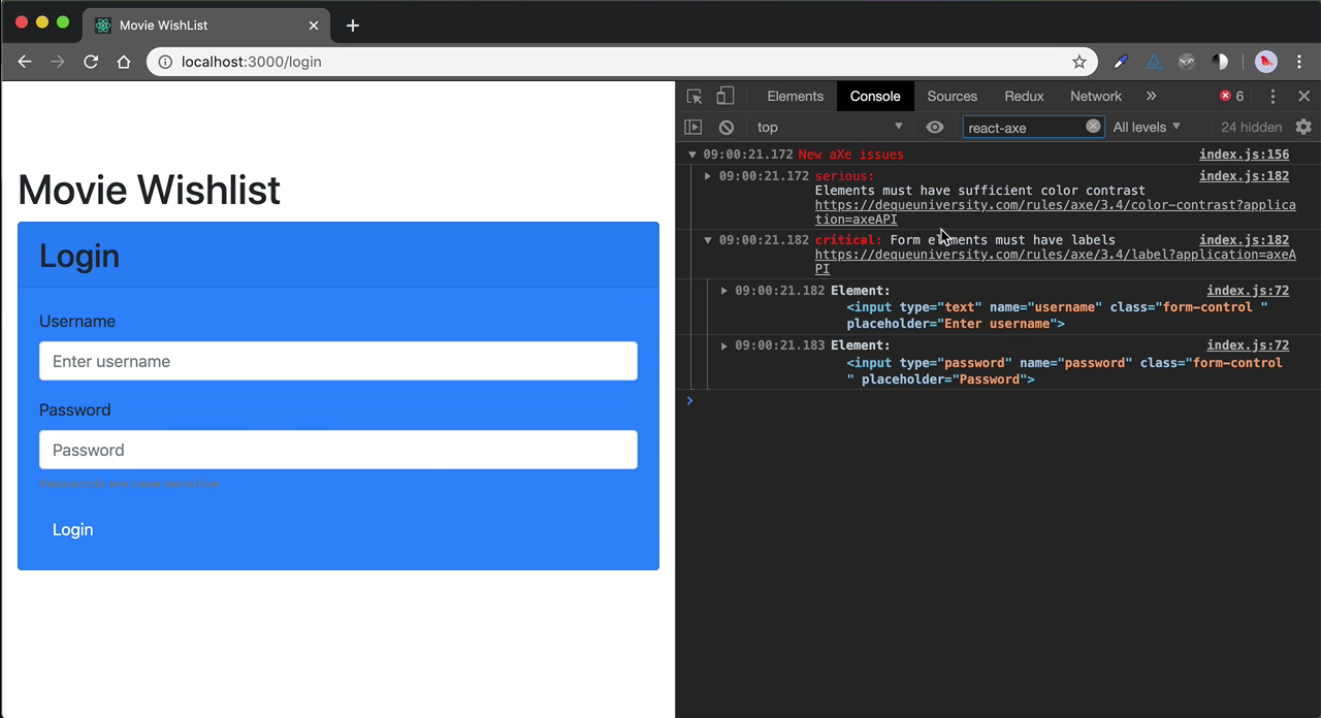 Movie WishList
localhost:3000/login
Movie Wishlist
Login
Username
Enter username
Password
Password
Passwords are case sensitive
Login
Elements Console Sources Redux Network » 6
top react-axe All levels 24 hidden
09:00:21.172 New aXe issues index.js:156
09:00:21.172 serious: index.js:182
Elements must have sufficient color contrast
https://dequeuniversity.com/rules/axe/3.4/color-contrast?applica
tion=axeAPI
09:00:21.182 critical: Form elements must have labels index.js:182
https://dequeuniversity.com/rules/axe/3.4/label?application=axeA
PI
09:00:21.182 Element: index.js:72
<input type="text" name="username" class="form-control "
placeholder="Enter username">
09:00:21.183 Element: index.js:72
<input type="password" name="password" class="form-control
" placeholder="Password">